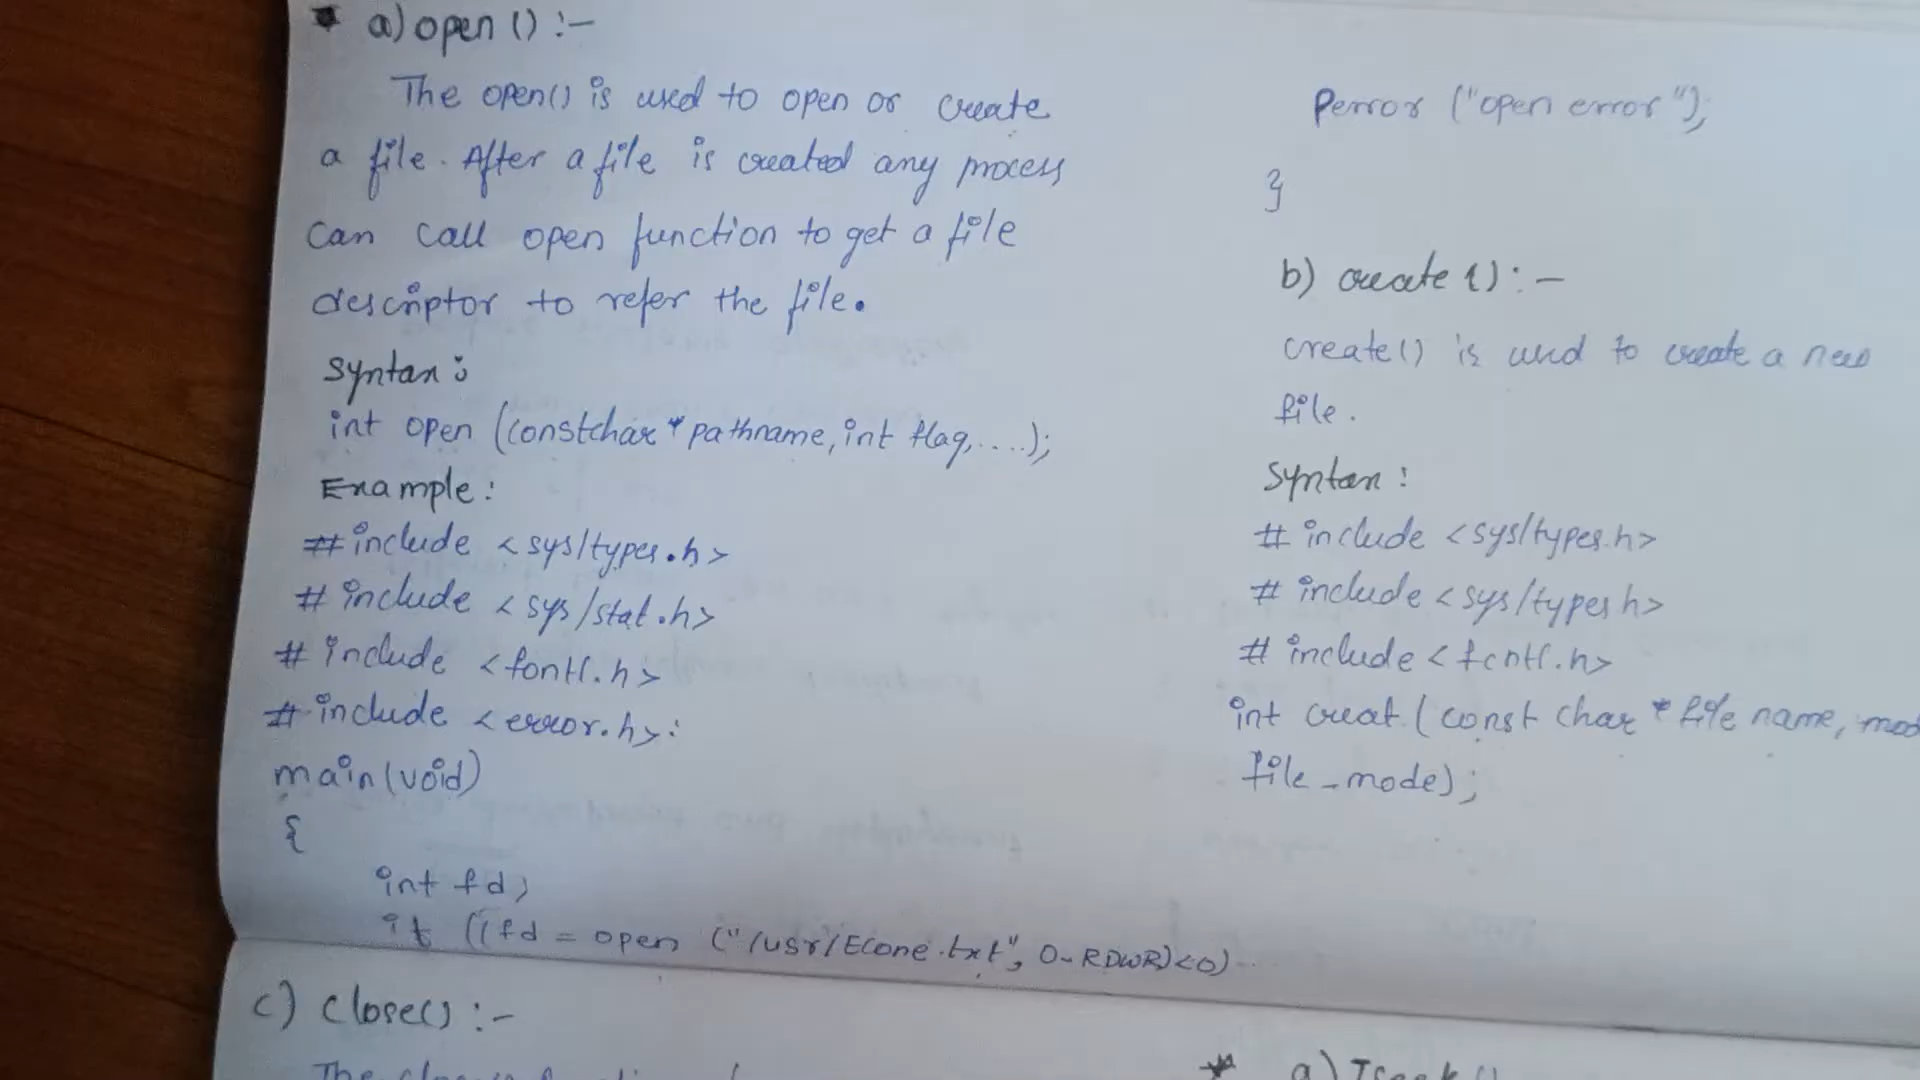 * a) open () :-
The open() is used to open or create
a file. After a file is created any process
can call open function to get a file
descriptor to refer the file.
Syntax :
int open (constchar * pathname, int flag, ....);
Example :
# include < sys/types.h >
# include < sys/stat.h >
# include < fontl.h >
# include < error.h > :
main (void)
{
int fd;
if ((fd = open ("/usr/Econe.txt", O-RDWR) < 0)
Perror ("open error");
}
b) create () : -
create() is used to create a new
file.
Syntax :
# include < sys/types.h >
# include < sys/types h >
# include < fcntl.h >
int creat. (const char * file name, mod
file_mode);
c) close() :-
The
* a)